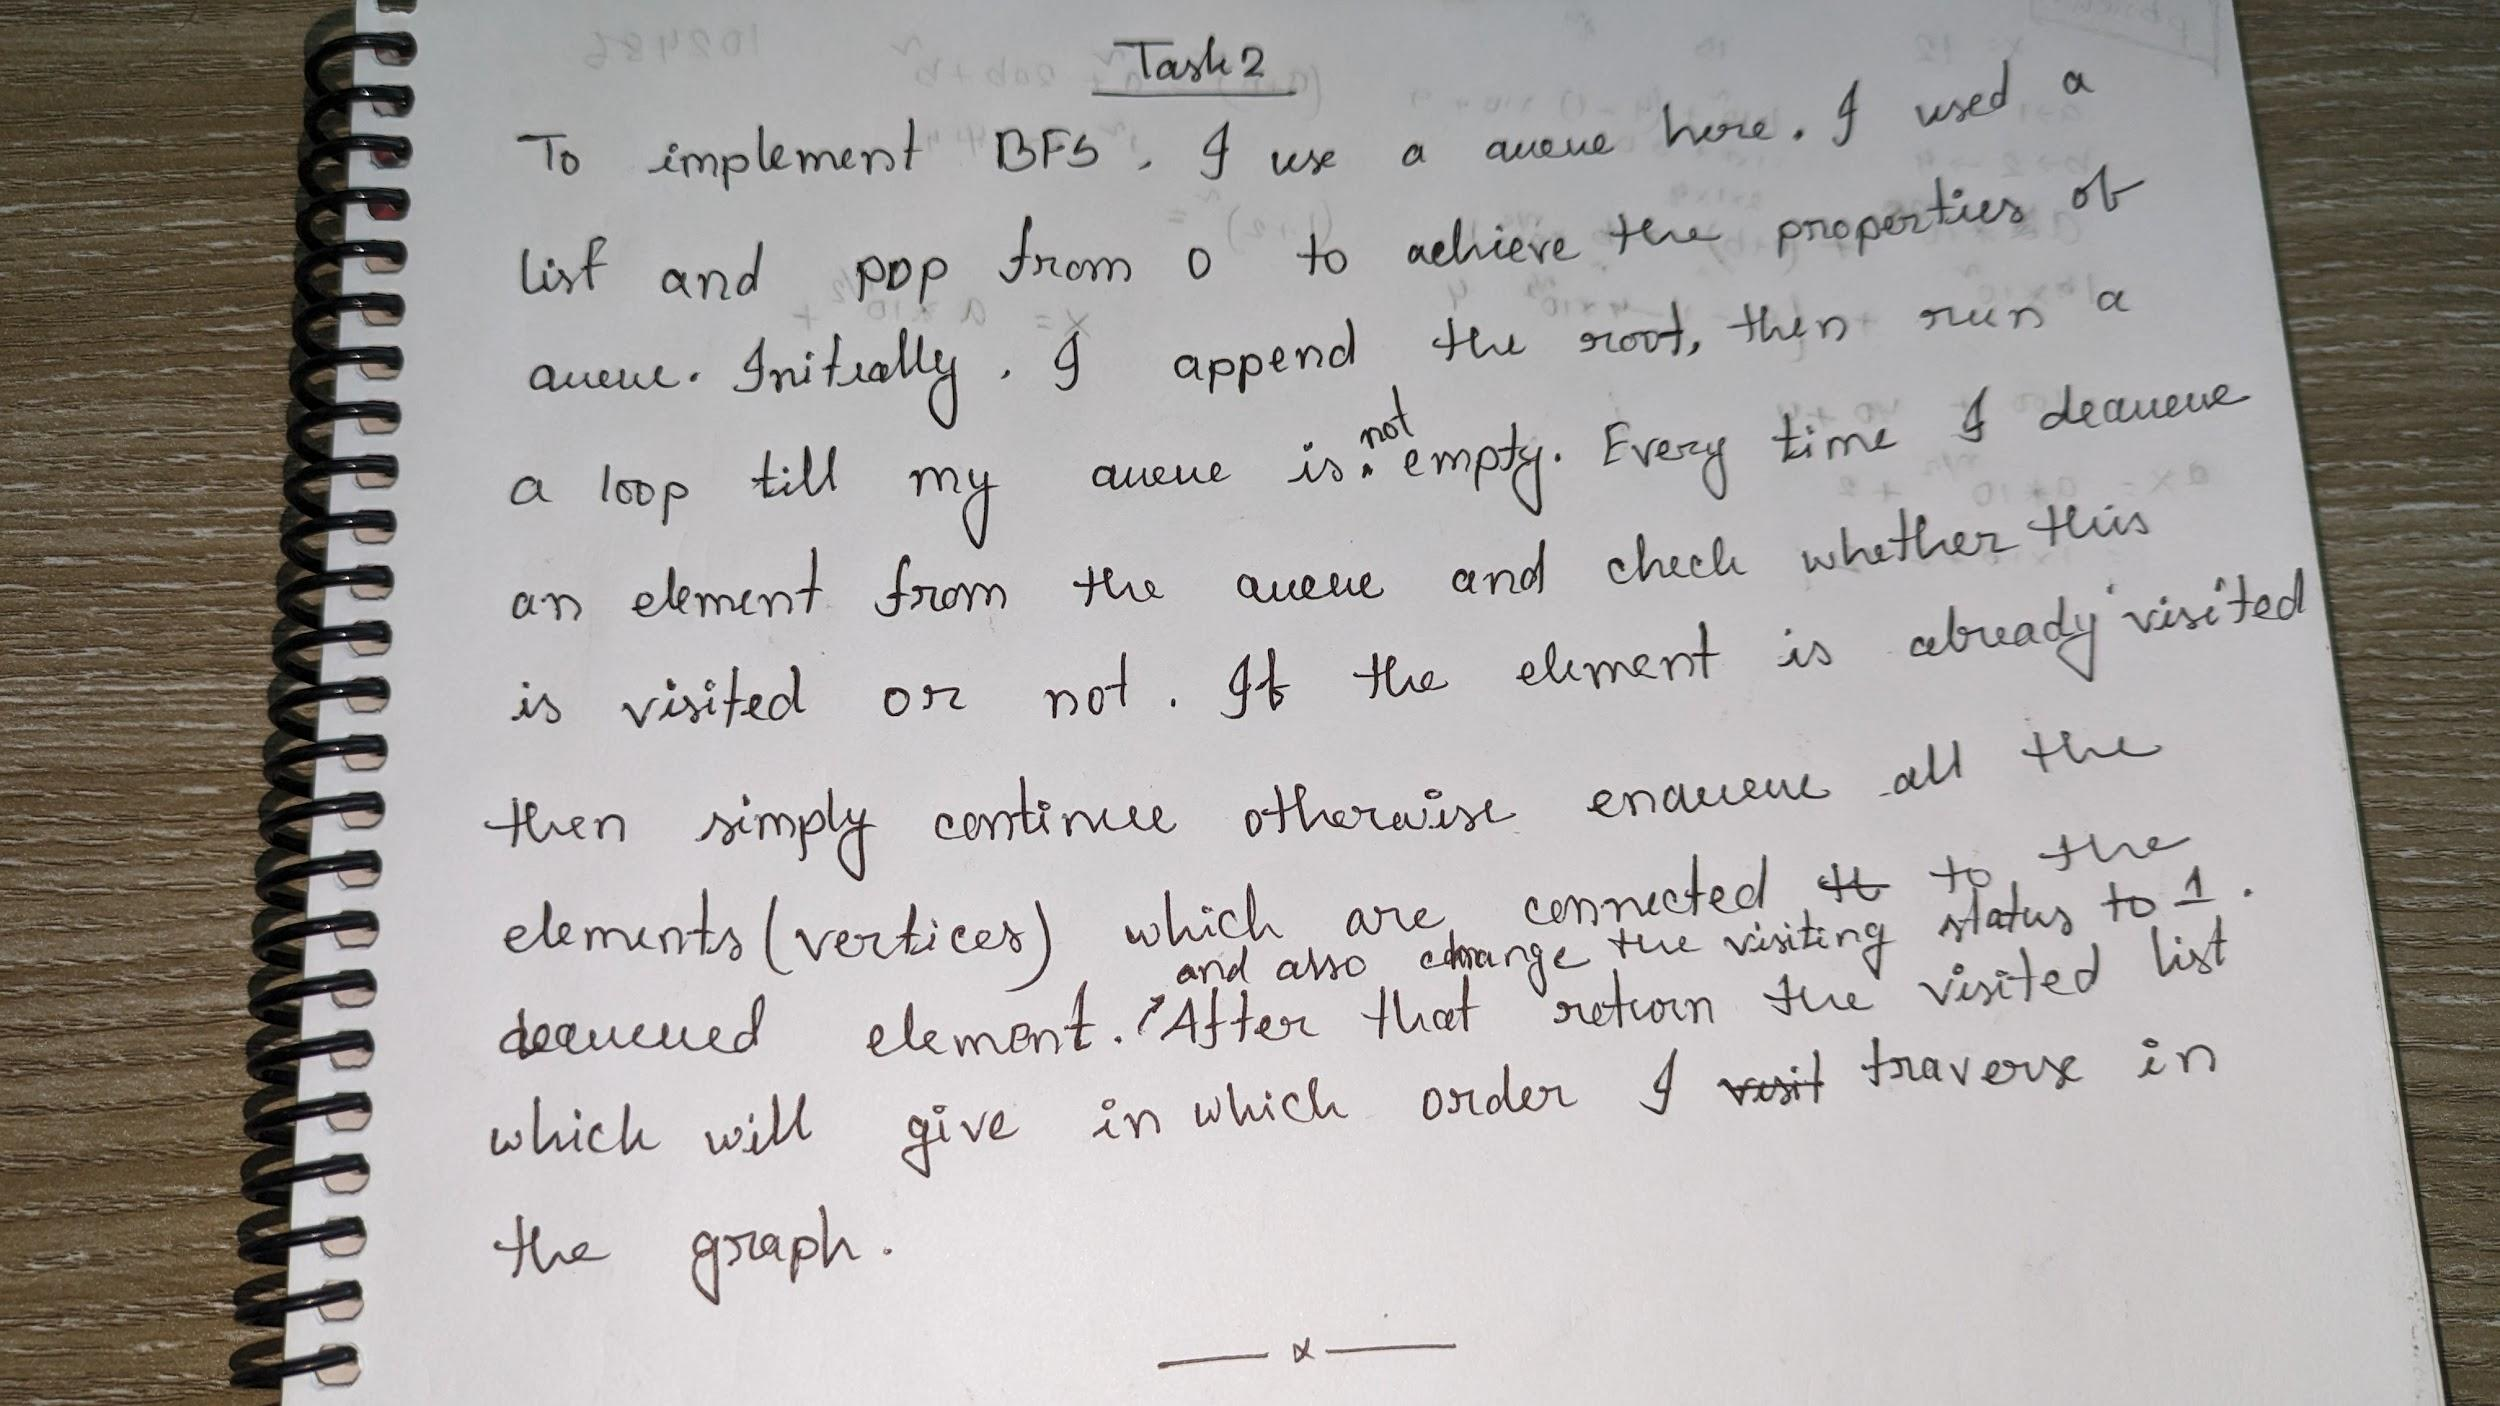 Task 2
To implement BFS, I use a queue here. I used a
list and pop from 0 to achieve the properties of
queue. Initially, I append the root, then run a
a loop till my queue is not empty. Every time I dequeue
an element from the queue and check whether this
is visited or not. If the element is already visited
then simply continue otherwise enqueue all the
elements (vertices) which are connected to the
and also change the visiting status to 1.
dequeued element. After that return the visited list
which will give in which order I visit traverse in
the graph.
x